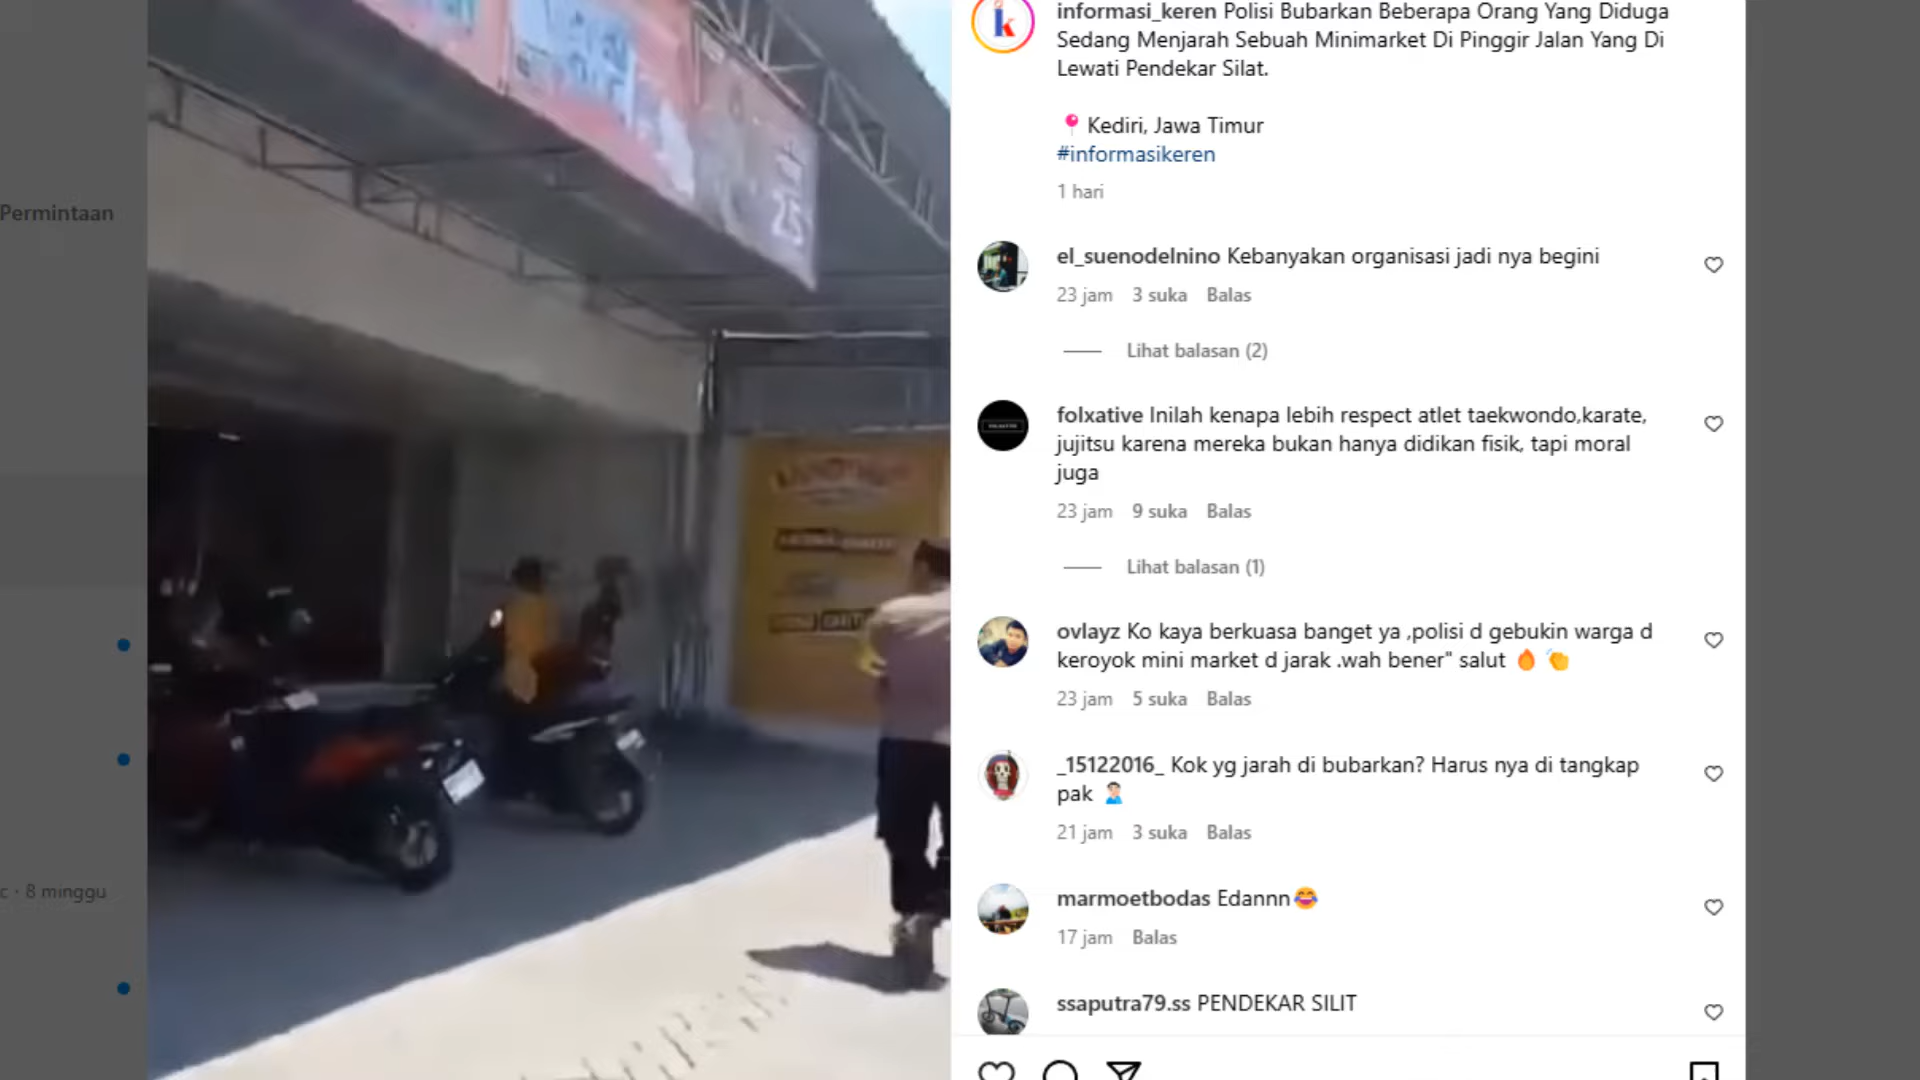 informasi_keren Polisi Bubarkan Beberapa Orang Yang Diduga
Sedang Menjarah Sebuah Minimarket Di Pinggir Jalan Yang Di
Lewati Pendekar Silat.
Kediri, Jawa Timur
#informasikeren
1 hari
Permintaan
el_suenodelnino Kebanyakan organisasi jadi nya begini
23 jam 3 suka Balas
Lihat balasan (2)
folxative Inilah kenapa lebih respect atlet taekwondo,karate,
jujitsu karena mereka bukan hanya didikan fisik, tapi moral
juga
23 jam 9 suka Balas
Lihat balasan (1)
ovlayz Ko kaya berkuasa banget ya ,polisi d gebukin warga d
keroyok mini market d jarak .wah bener" salut 🔥 👏
23 jam 5 suka Balas
_15122016_ Kok yg jarah di bubarkan? Harus nya di tangkap
pak
21 jam 3 suka Balas
c · 8 minggu
marmoetbodas Edannn😂
17 jam Balas
ssaputra79.ss PENDEKAR SILIT
25